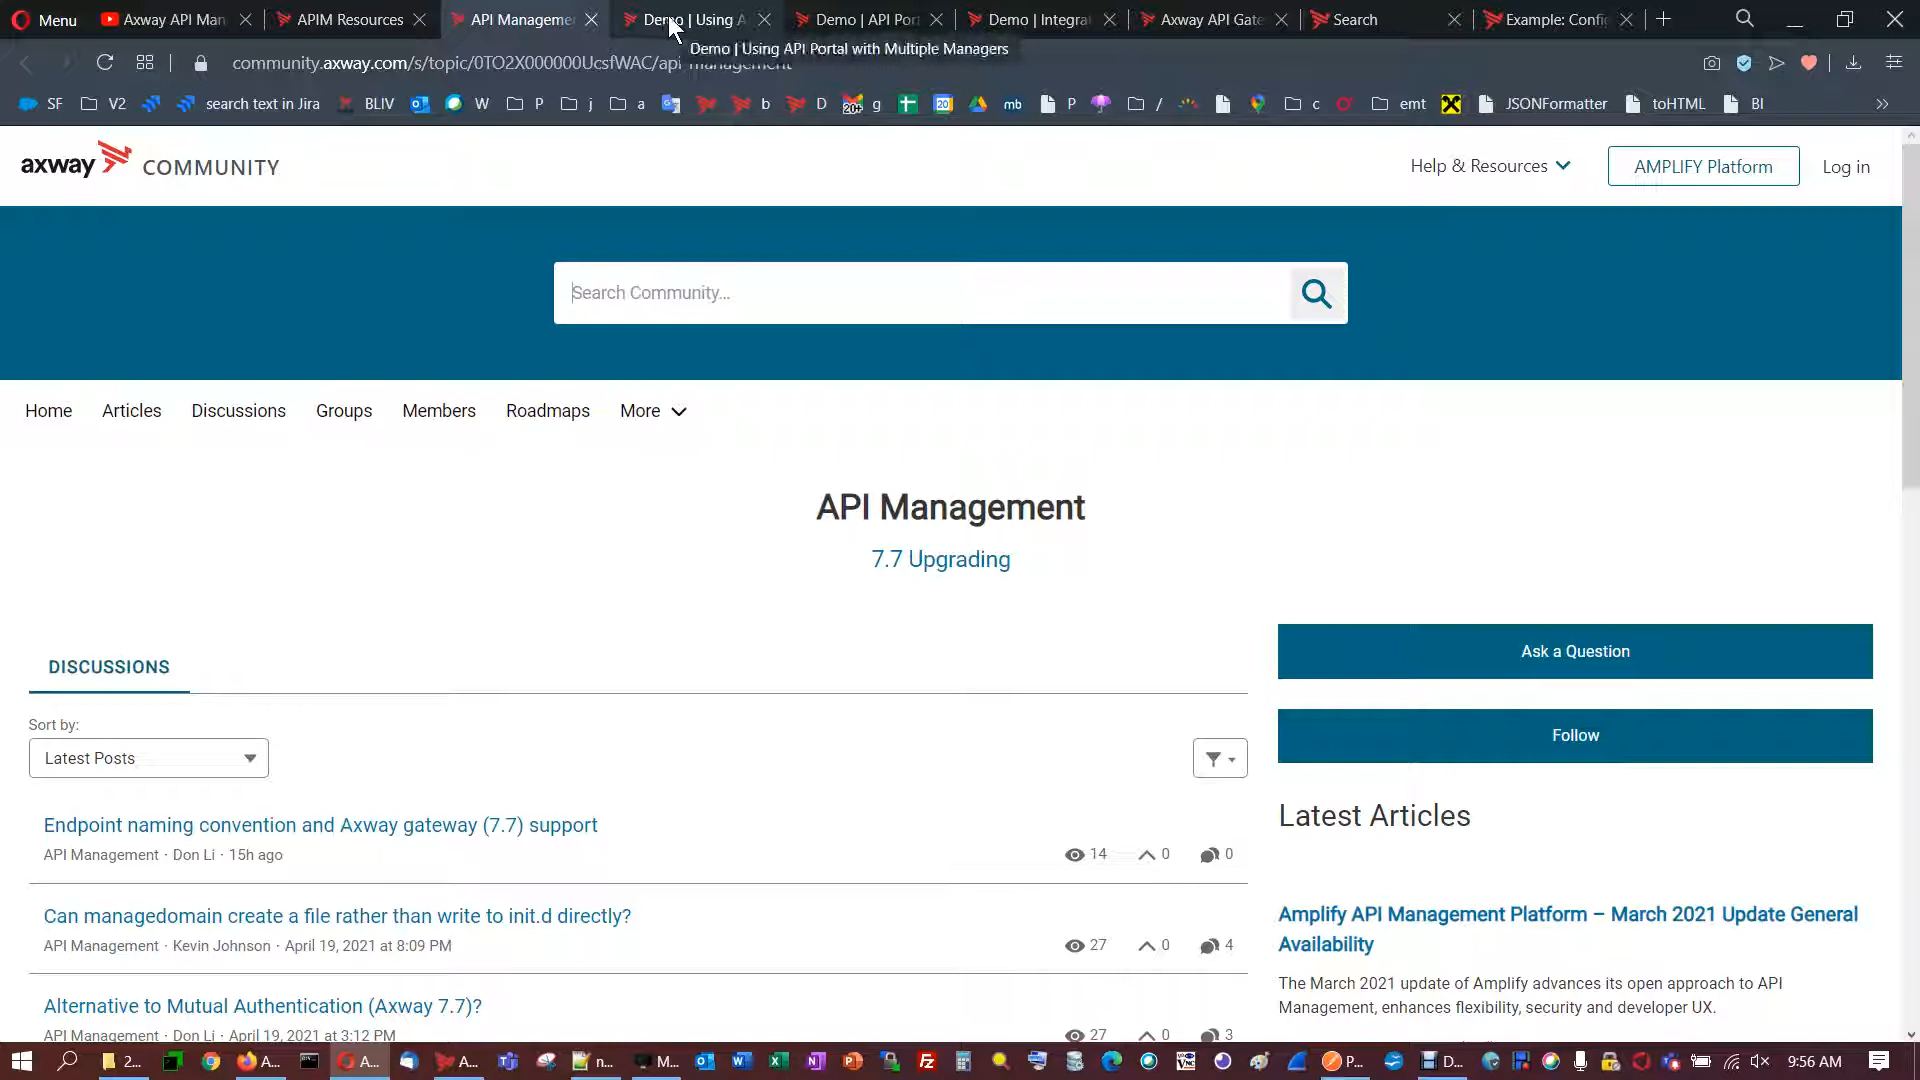 Menu
Axway API Man
APIM Resources
API Manageme
Demo | Using A
Demo | API Por
Demo | Integra
Axway API Gate
Search
Example: Confi
Demo | Using API Portal with Multiple Managers
community.axway.com/s/topic/0TO2X000000UcsfWAC/api-management
SF
V2
search text in Jira
BLIV
W
P
j
a
b
D
20+
g
20
mb
P
/
c
emt
JSONFormatter
toHTML
BI
axway COMMUNITY
Help & Resources
AMPLIFY Platform
Log in
Search Community...
Home
Articles
Discussions
Groups
Members
Roadmaps
More
API Management
7.7 Upgrading
DISCUSSIONS
Sort by:
Latest Posts
Endpoint naming convention and Axway gateway (7.7) support
API Management · Don Li · 15h ago
14
0
0
Can managedomain create a file rather than write to init.d directly?
API Management · Kevin Johnson · April 19, 2021 at 8:09 PM
27
0
4
Alternative to Mutual Authentication (Axway 7.7)?
API Management · Don Li · April 19, 2021 at 3:12 PM
27
0
3
Ask a Question
Follow
Latest Articles
Amplify API Management Platform – March 2021 Update General
Availability
The March 2021 update of Amplify advances its open approach to API
Management, enhances flexibility, security and developer UX.
2...
A...
A...
A...
n...
M...
P...
D...
9:56 AM